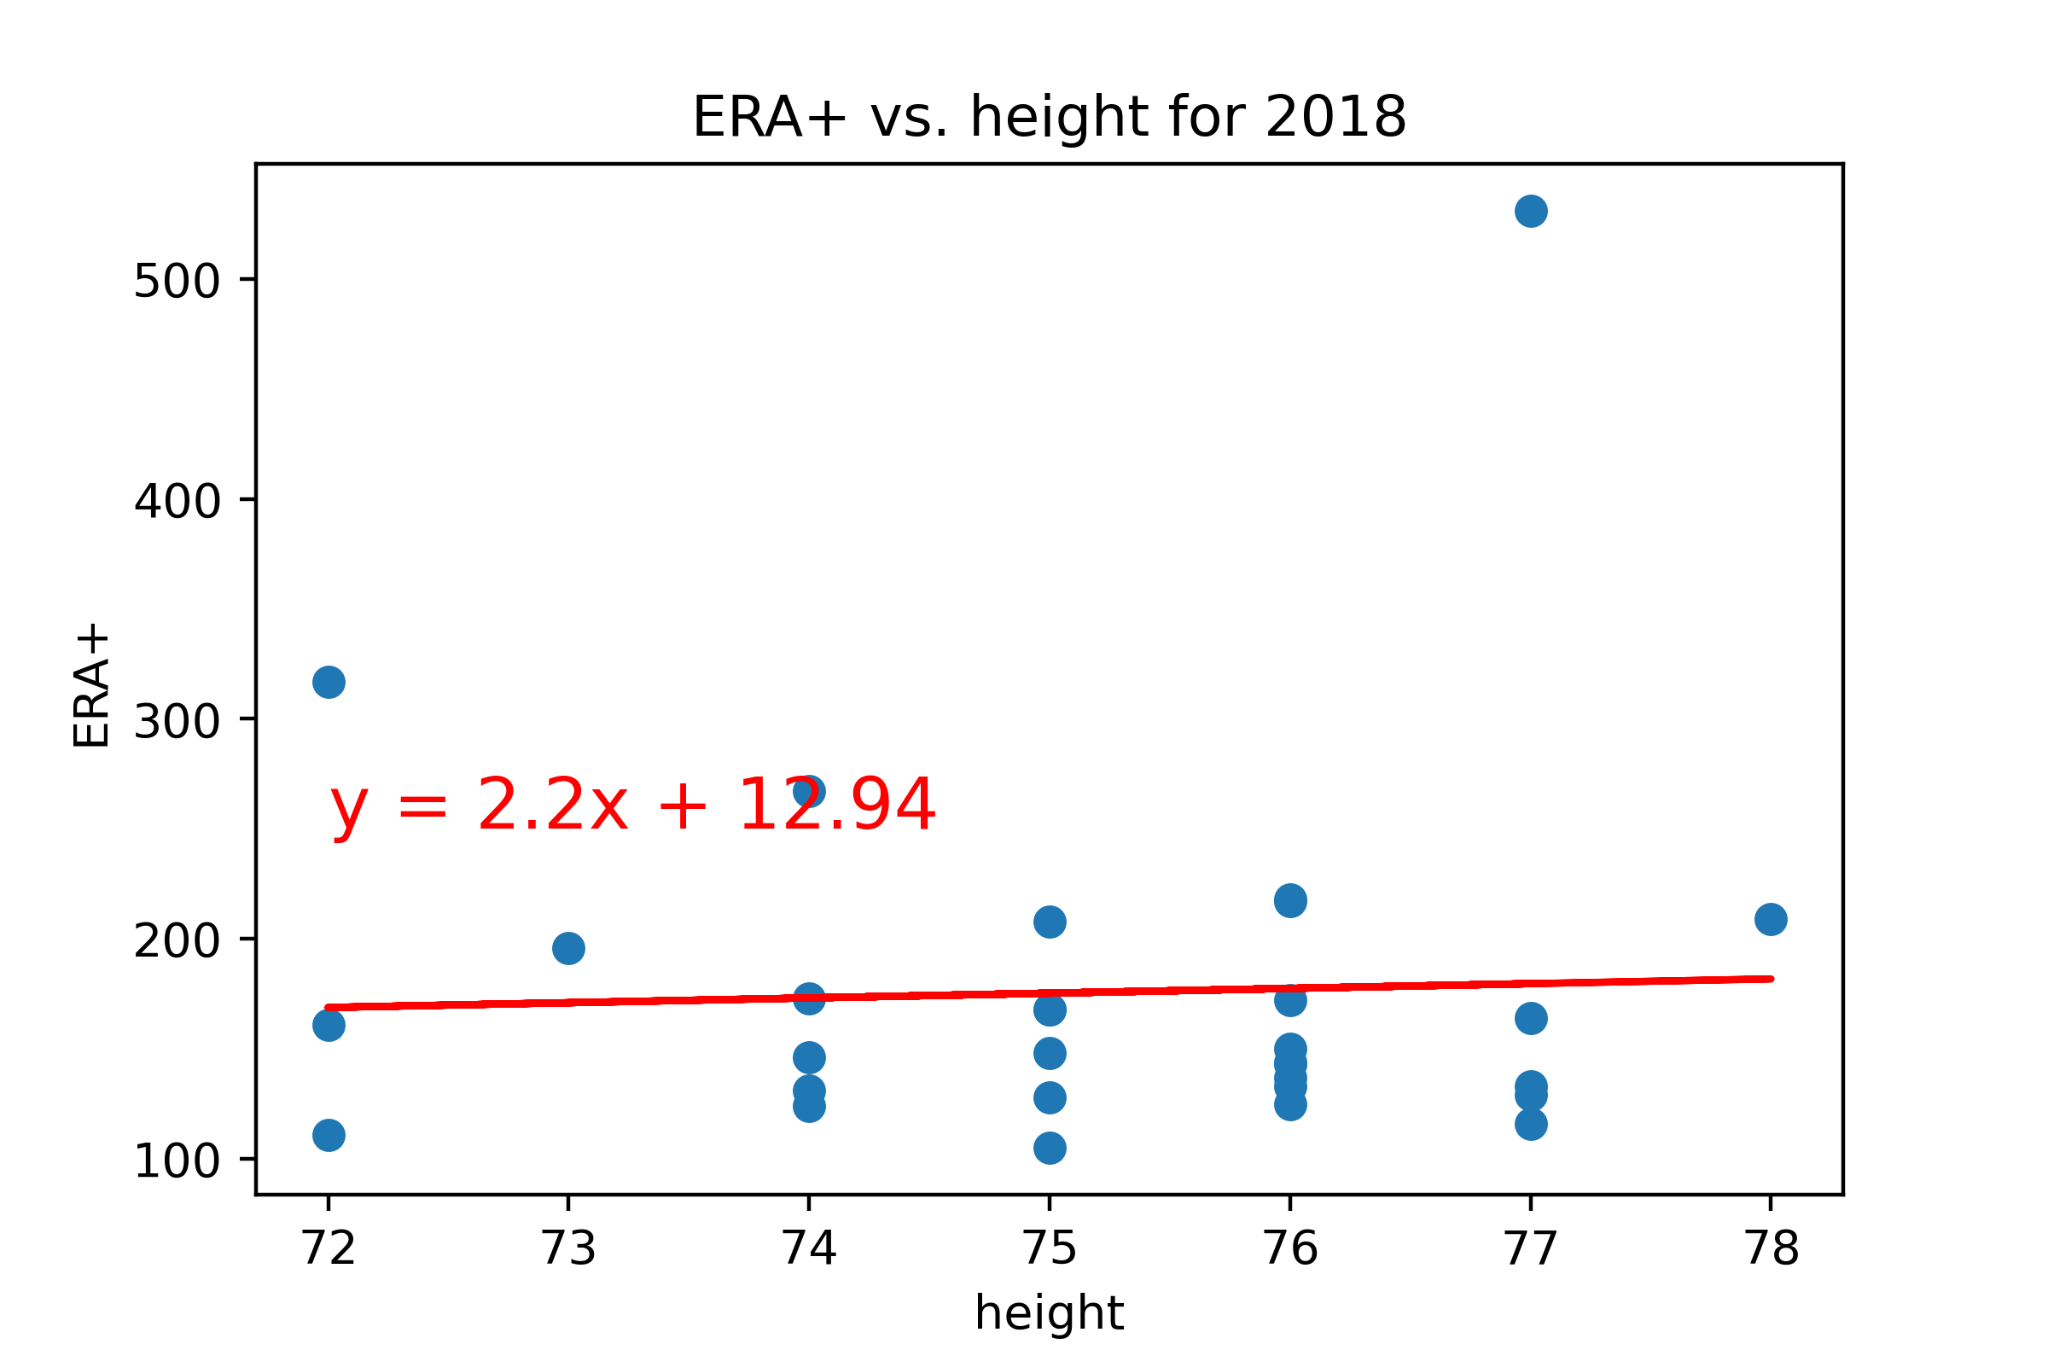 ERA+ vs. height for 2018
500
400
300
200
100
ERA+
y = 2.2x + 12.94
72 73 74 75 76 77 78
height